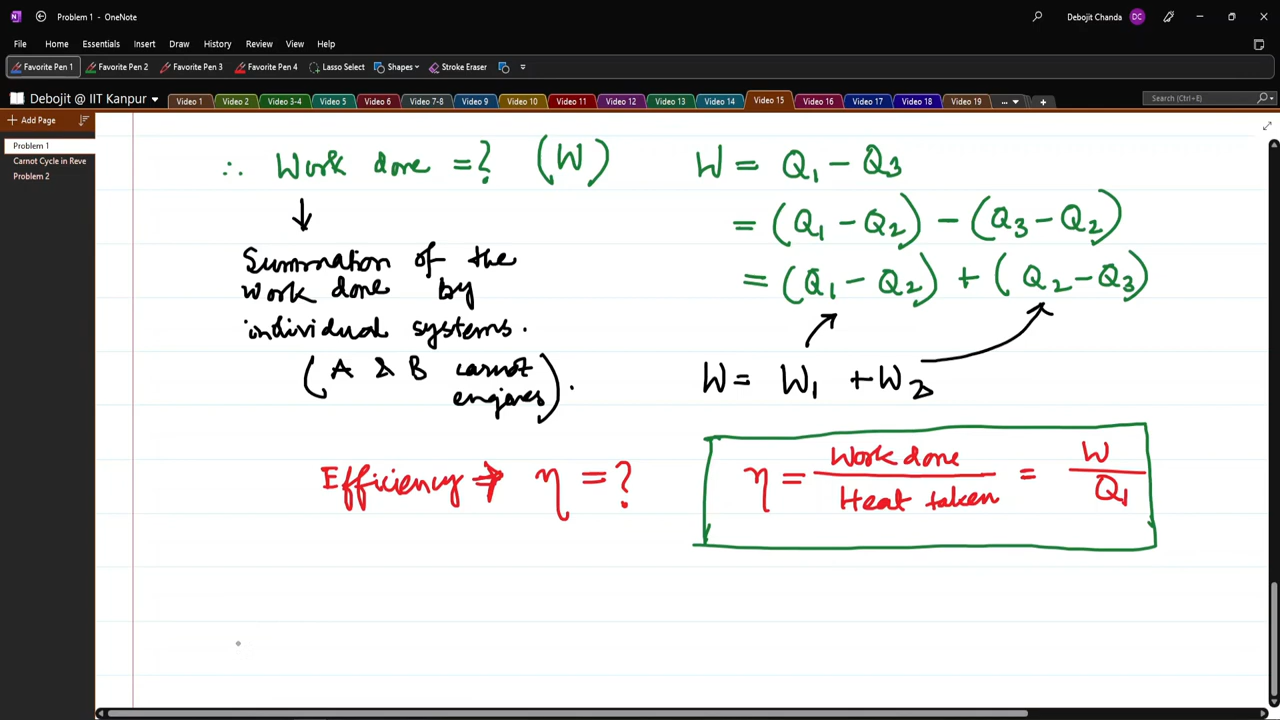 Problem 1 - OneNote
Debojit Chanda DC
File Home Essentials Insert Draw History Review View Help
Favorite Pen 1 Favorite Pen 2 Favorite Pen 3 Favorite Pen 4 Lasso Select Shapes Stroke Eraser
Debojit @ IIT Kanpur
Video 1 Video 2 Video 3-4 Video 5 Video 6 Video 7-8 Video 9 Video 10 Video 11 Video 12 Video 13 Video 14 Video 15 Video 16 Video 17 Video 18 Video 19 ... +
Search (Ctrl+E)
+ Add Page
Problem 1
Carnot Cycle in Reve
Problem 2
∴ Work done = ? (W)
↓
Summation of the
work done by
individual systems.
(A & B carnot
engines).
W = Q₁ − Q₃
= (Q₁ − Q₂) − (Q₃ − Q₂)
= (Q₁ − Q₂) + (Q₂ − Q₃)
W = W₁ + W₂
Efficiency → η = ?
η = Work done / Heat taken = W / Q₁